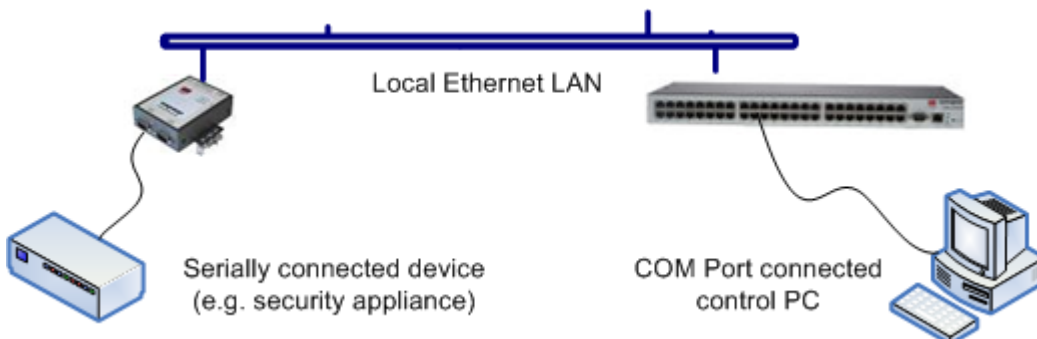 Local Ethernet LAN
Serially connected device
(e.g. security appliance)
COM Port connected
control PC